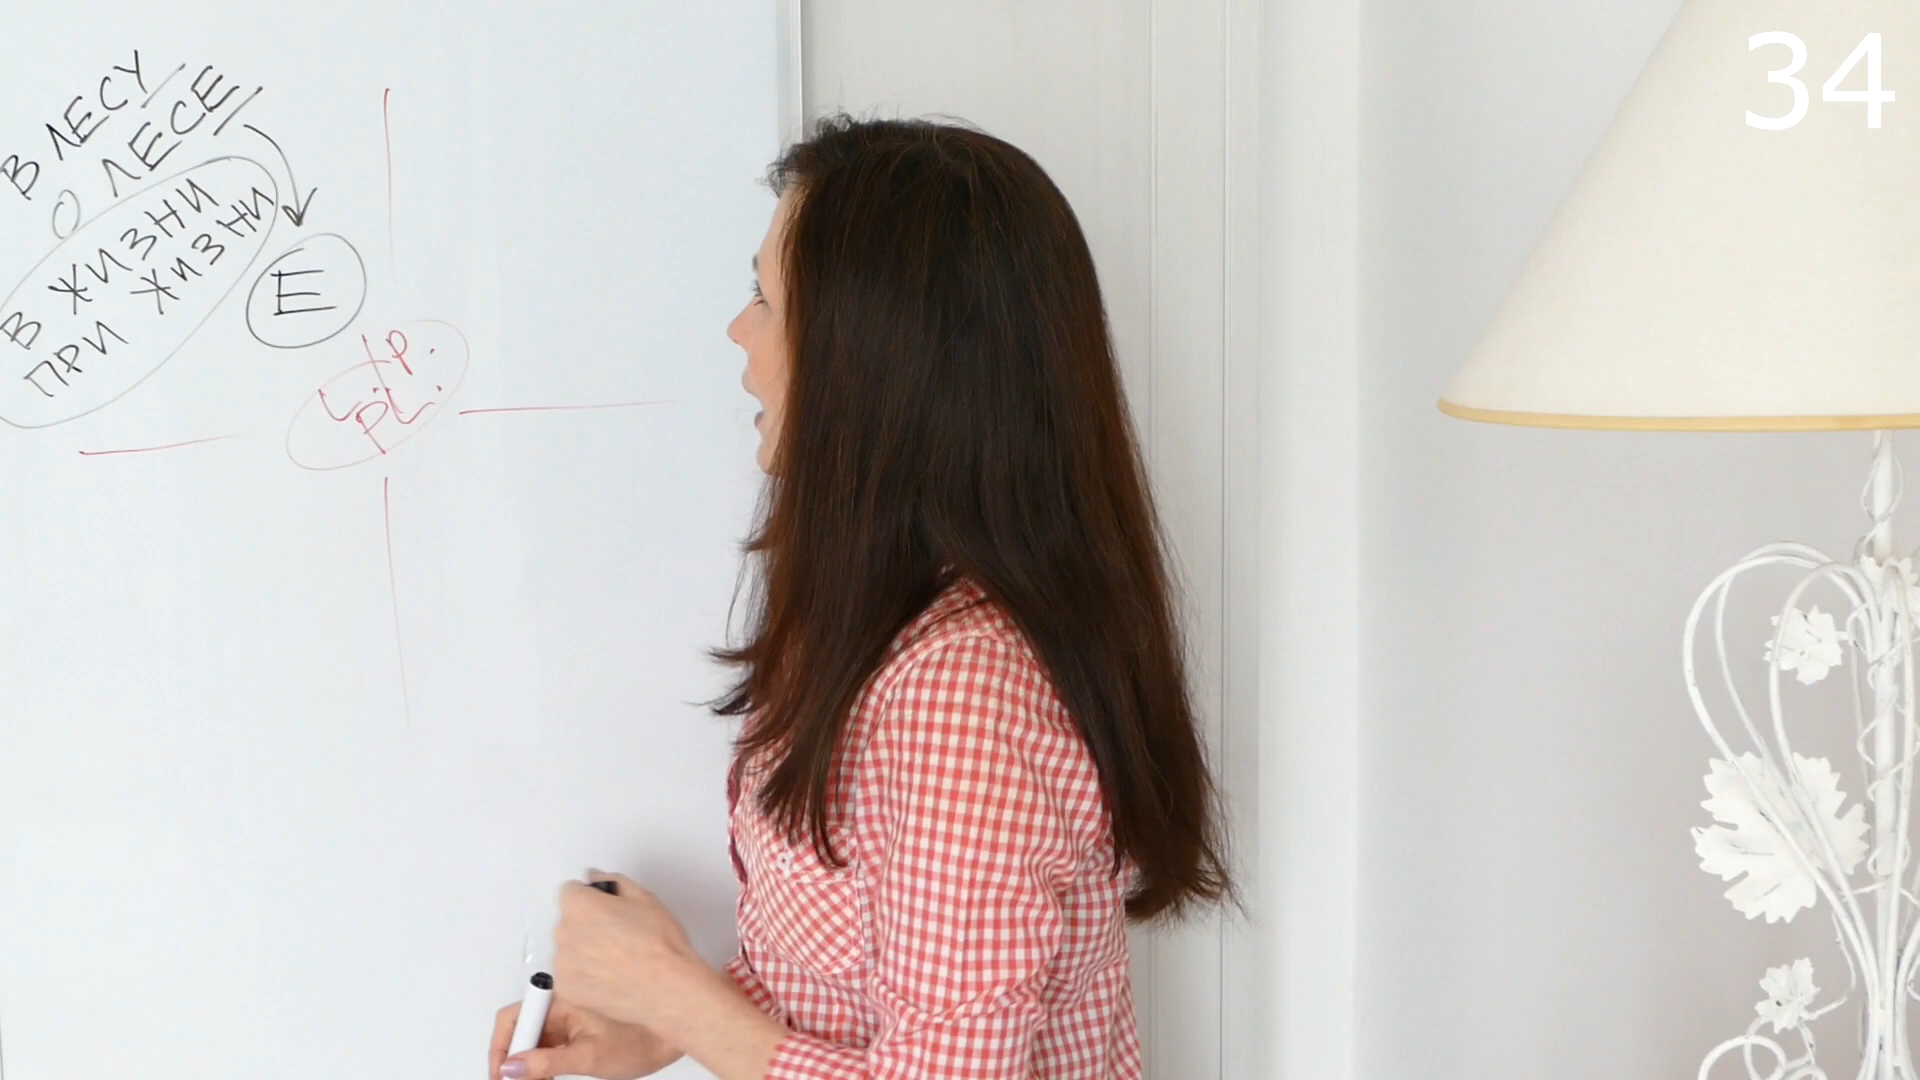 В ЛЕСУ
О ЛЕСЕ
В ЖИЗНИ
ПРИ ЖИЗНИ
Е
34